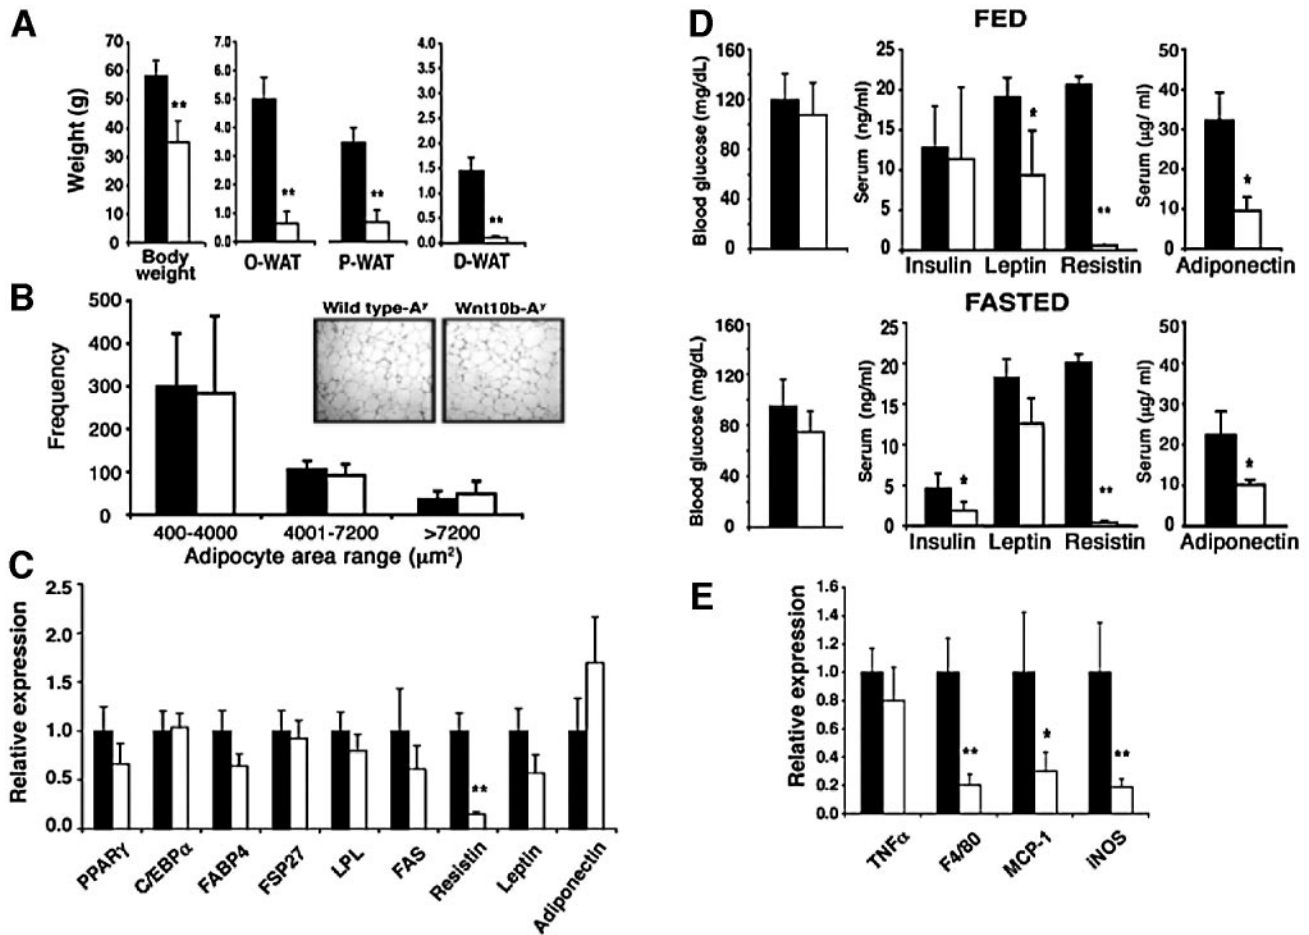 A
Weight (g)
70
60
50
40
30
20
10
0
**
Body
weight
7.0
6.0
5.0
4.0
3.0
2.0
1.0
0.0
**
O-WAT
**
P-WAT
4.0
3.5
3.0
2.5
2.0
1.5
1.0
0.5
0.0
**
D-WAT
B
Frequency
500
400
300
200
100
0
Wild type-Aʸ Wnt10b-Aʸ
400-4000 4001-7200 >7200
Adipocyte area range (μm²)
C
Relative expression
2.5
2.0
1.5
1.0
0.5
0.0
**
PPARγ
C/EBPα
FABP4
FSP27
LPL
FAS
Resistin
Leptin
Adiponectin
D
FED
Blood glucose (mg/dL)
160
120
80
40
0
Serum (ng/ml)
25
20
15
10
5
0
*
**
Insulin Leptin Resistin
Serum (μg/ ml)
50
40
30
20
10
0
*
Adiponectin
FASTED
Blood glucose (mg/dL)
160
120
80
40
0
Serum (ng/ml)
25
20
15
10
5
0
*
**
Insulin Leptin Resistin
Serum (μg/ ml)
50
40
30
20
10
0
*
Adiponectin
E
Relative expression
1.6
1.4
1.2
1.0
0.8
0.6
0.4
0.2
0.0
**
*
**
TNFα
F4/80
MCP-1
iNOS